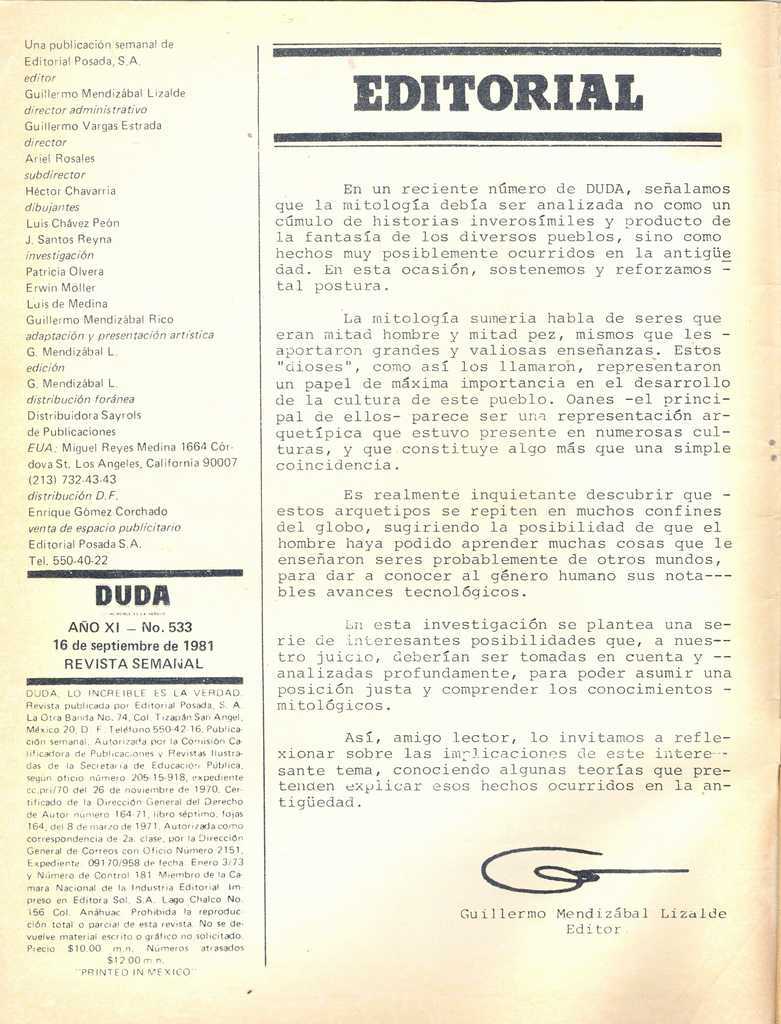 Una publicación semanal de
Editorial Posada, S.A.
editor
Guillermo Mendizábal Lizalde
director administrativo
Guillermo Vargas Estrada
director
Ariel Rosales
subdirector
Héctor Chavarria
dibujantes
Luis Chávez Peón
J. Santos Reyna
investigación
Patricia Olvera
Erwin Möller
Luis de Medina
Guillermo Mendizábal Rico
adaptación y presentación artística
G. Mendizábal L.
edición
G. Mendizábal L.
distribución foránea
Distribuidora Sayrols
de Publicaciones
EUA: Miguel Reyes Medina 1664 Cór-
dova St. Los Angeles, California 90007
(213) 732-43-43
distribución D.F.
Enrique Gómez Corchado
venta de espacio publicitario
Editorial Posada S.A.
Tel. 550-40-22
DUDA
AÑO XI – No. 533
16 de septiembre de 1981
REVISTA SEMANAL
DUDA, LO INCREIBLE ES LA VERDAD.
Revista publicada por Editorial Posada, S. A.
La Otra Banda No. 74, Col. Tizapán San Angel,
México 20, D. F. Teléfono 550-42-16. Publica-
ción semanal. Autorizada por la Comisión Ca-
lificadora de Publicaciones y Revistas Ilustra-
das de la Secretaría de Educación Pública,
según oficio número 205-15-918, expediente
cc.pri/70 del 26 de noviembre de 1970. Cer-
tificado de la Dirección General del Derecho
de Autor número 164-71, libro séptimo, fojas
164, del 8 de marzo de 1971. Autorizada como
correspondencia de 2a. clase, por la Dirección
General de Correos con Oficio Número 2151,
Expediente 09170/958 de fecha Enero 3/73
y Número de Control 181. Miembro de la Cá-
mara Nacional de la Industria Editorial. Im-
preso en Editora Sol, S.A. Lago Chalco No.
156 Col. Anáhuac. Prohibida la reproduc-
ción total o parcial de esta revista. No se de-
vuelve material escrito o gráfico no solicitado.
Precio $10.00 m.n. Números atrasados
$12.00 m.n.
"PRINTED IN MEXICO"
EDITORIAL
En un reciente número de DUDA, señalamos
que la mitología debía ser analizada no como un
cúmulo de historias inverosímiles y producto de
la fantasía de los diversos pueblos, sino como
hechos muy posiblemente ocurridos en la antigüe
dad. En esta ocasión, sostenemos y reforzamos -
tal postura.
La mitología sumeria habla de seres que
eran mitad hombre y mitad pez, mismos que les -
aportaron grandes y valiosas enseñanzas. Estos
"dioses", como así los llamaron, representaron
un papel de máxima importancia en el desarrollo
de la cultura de este pueblo. Oanes -el princi-
pal de ellos- parece ser una representación ar-
quetípica que estuvo presente en numerosas cul-
turas, y que constituye algo más que una simple
coincidencia.
Es realmente inquietante descubrir que -
estos arquetipos se repiten en muchos confines
del globo, sugiriendo la posibilidad de que el
hombre haya podido aprender muchas cosas que le
enseñaron seres probablemente de otros mundos,
para dar a conocer al género humano sus nota---
bles avances tecnológicos.
En esta investigación se plantea una se-
rie de interesantes posibilidades que, a nues--
tro juicio, deberían ser tomadas en cuenta y --
analizadas profundamente, para poder asumir una
posición justa y comprender los conocimientos -
mitológicos.
Así, amigo lector, lo invitamos a refle-
xionar sobre las implicaciones de este intere--
sante tema, conociendo algunas teorías que pre-
tenden explicar esos hechos ocurridos en la an-
tigüedad.
Guillermo Mendizábal Lizalde
Editor